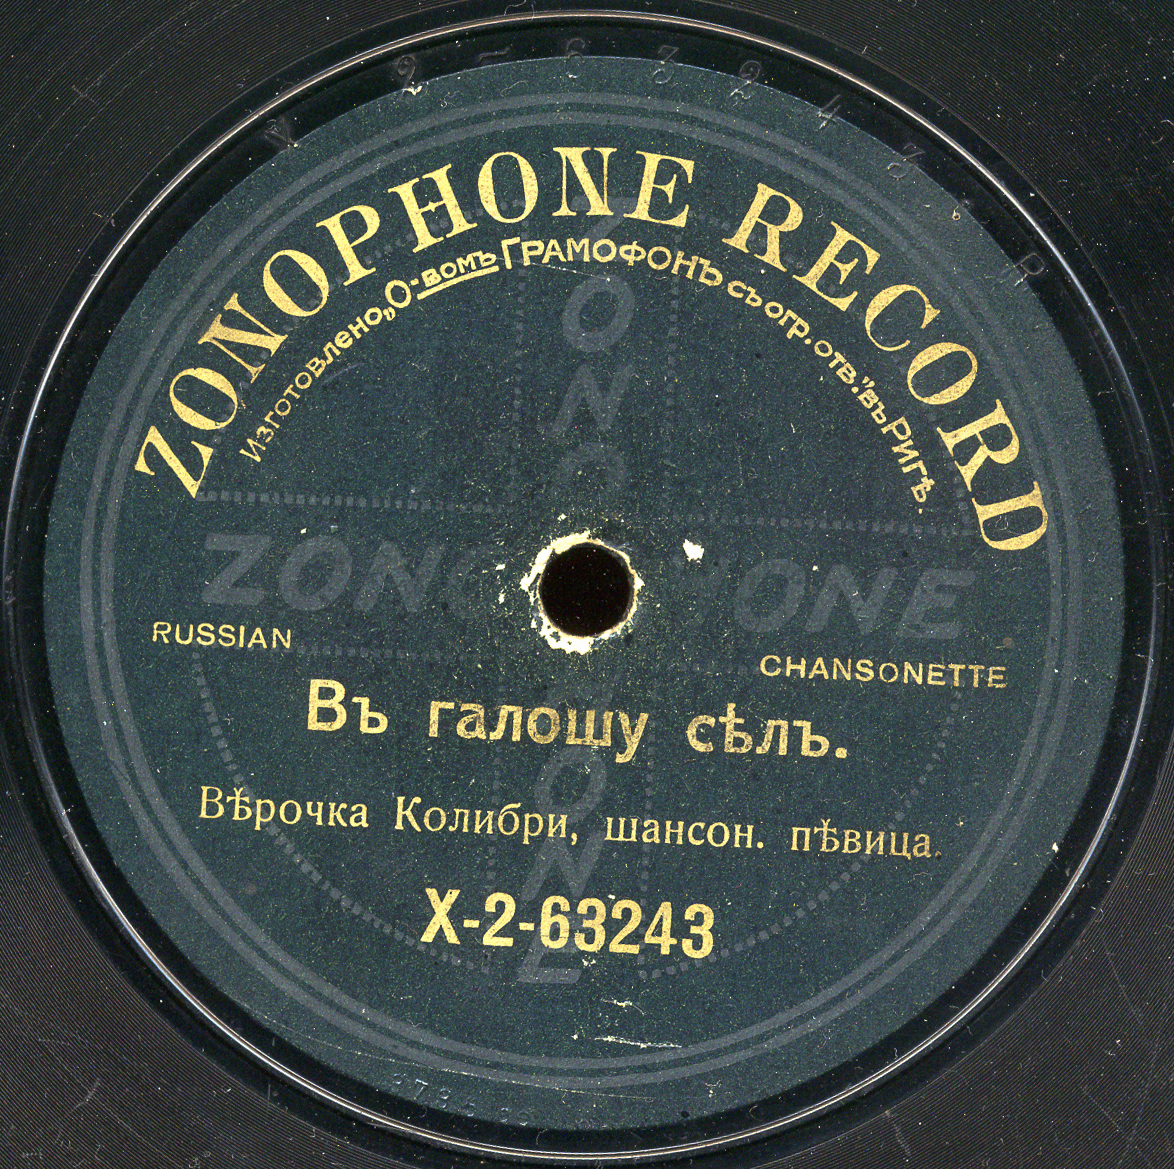 ZONOPHONE RECORD
Изготовлено „О-вомъ Грамофонъ съ огр. отв.” въ Ригѣ.
ZONOPHONE
ZONOPHONE
RUSSIAN
CHANSONETTE
Въ галошу сѣлъ.
Вѣрочка Колибри, шансон. пѣвица.
X-2-63243